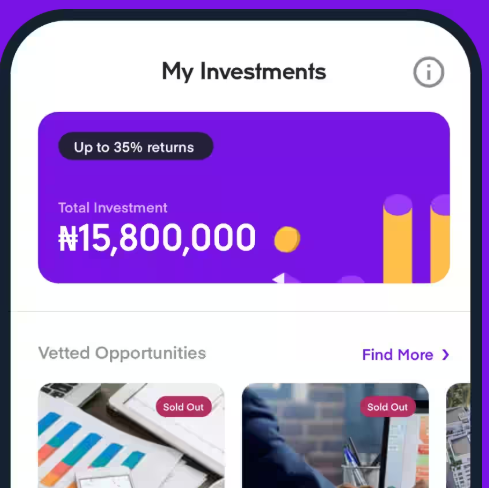 My Investments
Up to 35% returns
Total Investment
₦15,800,000
Vetted Opportunities
Find More
Sold Out
Sold Out